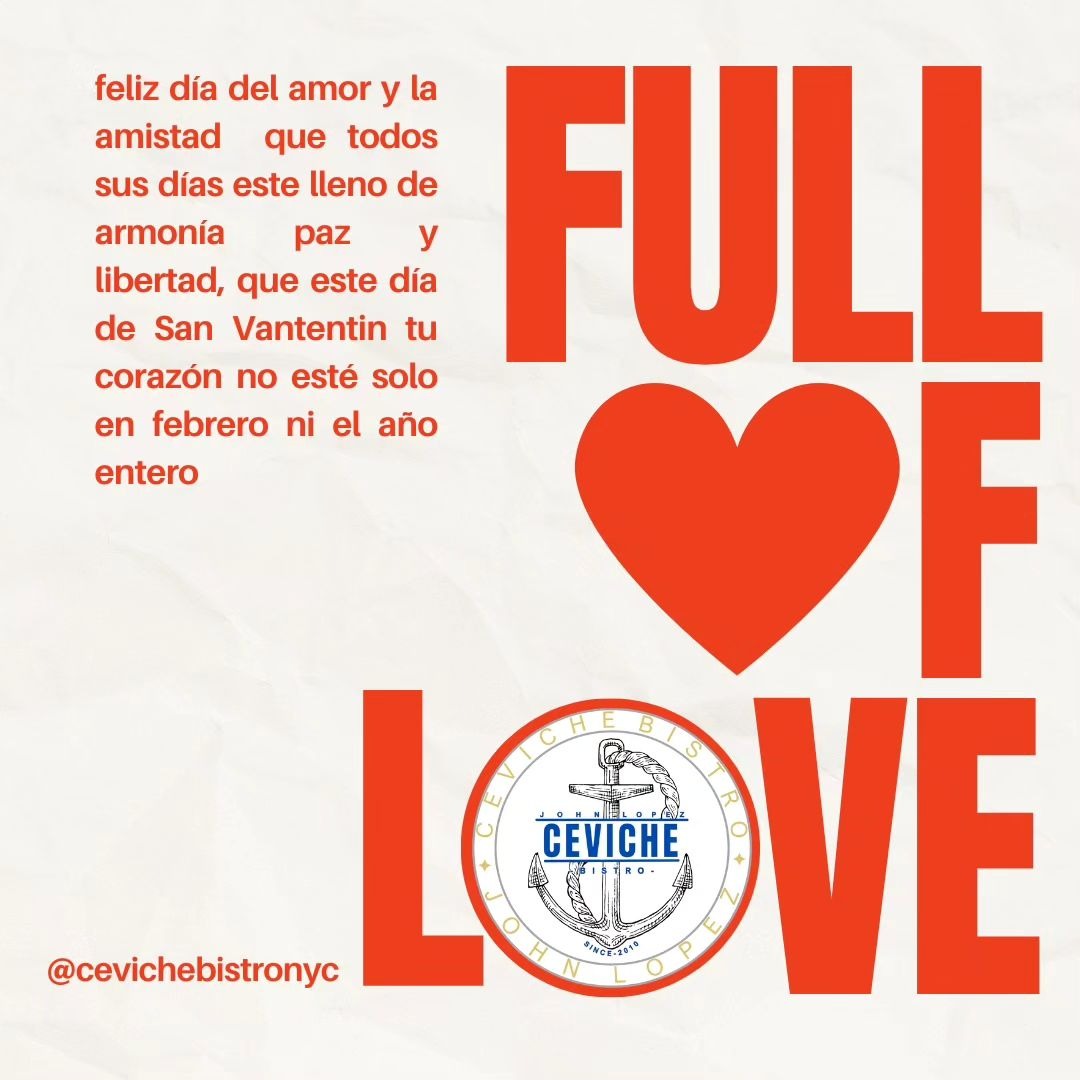 feliz día del amor y la
amistad que todos
sus días este lleno de
armonía paz y
libertad, que este día
de San Vantentin tu
corazón no esté solo
en febrero ni el año
entero
FULL
F
LOVE
CEVICHE BISTRO
JOHN LOPEZ
CEVICHE
BISTRO-
SINCE-2010
JOHN LOPEZ
@cevichebistronyc